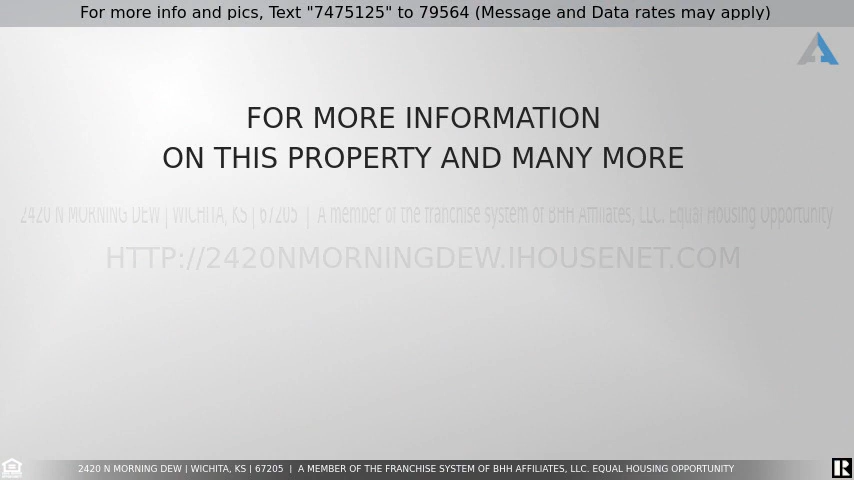 For more info and pics, Text "7475125" to 79564 (Message and Data rates may apply)
FOR MORE INFORMATION
ON THIS PROPERTY AND MANY MORE
2420 N MORNING DEW | WICHITA, KS | 67205 | A member of the franchise system of BHH Affiliates, LLC. Equal Housing Opportunity
HTTP://2420NMORNINGDEW.IHOUSENET.COM
2420 N MORNING DEW | WICHITA, KS | 67205 | A MEMBER OF THE FRANCHISE SYSTEM OF BHH AFFILIATES, LLC. EQUAL HOUSING OPPORTUNITY